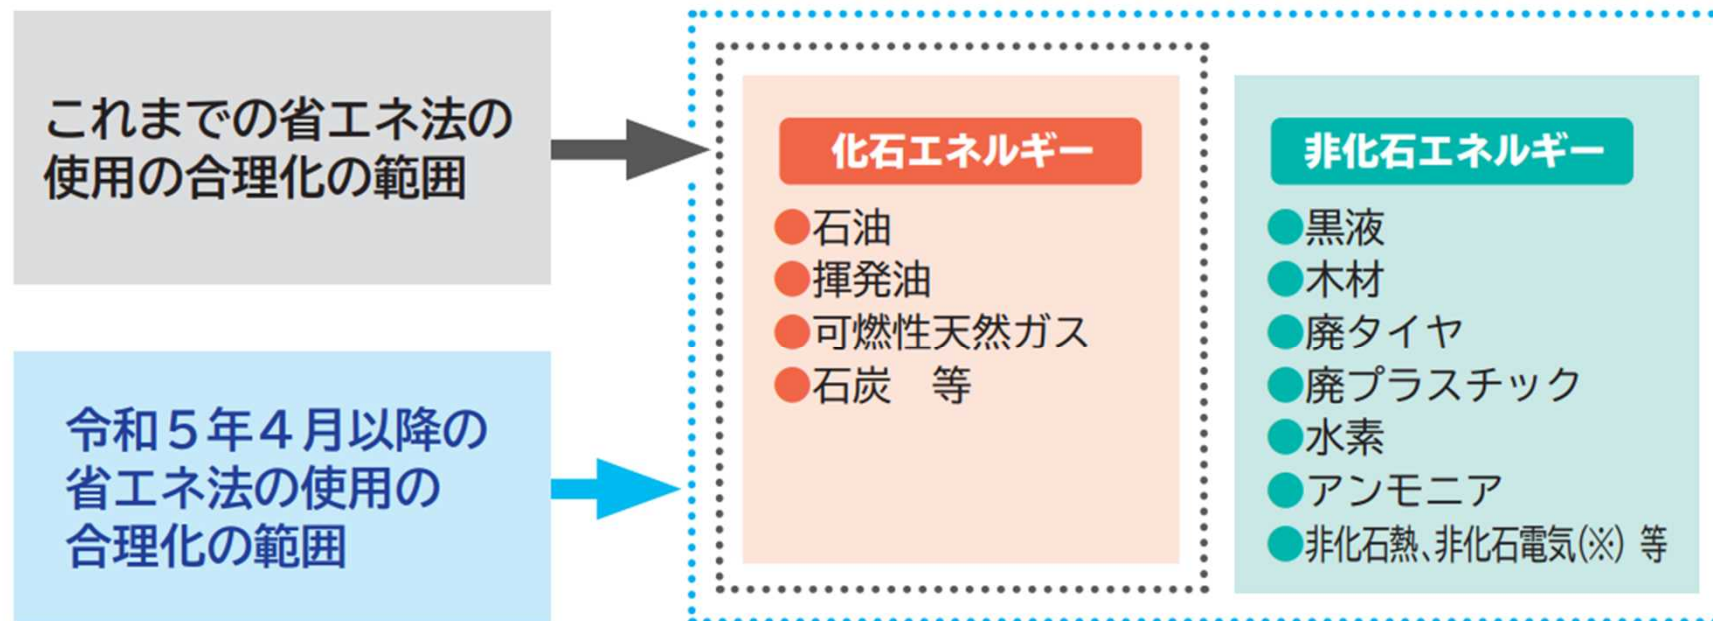 これまでの省エネ法の
使用の合理化の範囲
令和５年４月以降の
省エネ法の使用の
合理化の範囲
化石エネルギー
●石油
●揮発油
●可燃性天然ガス
●石炭　等
非化石エネルギー
●黒液
●木材
●廃タイヤ
●廃プラスチック
●水素
●アンモニア
●非化石熱、非化石電気(※) 等